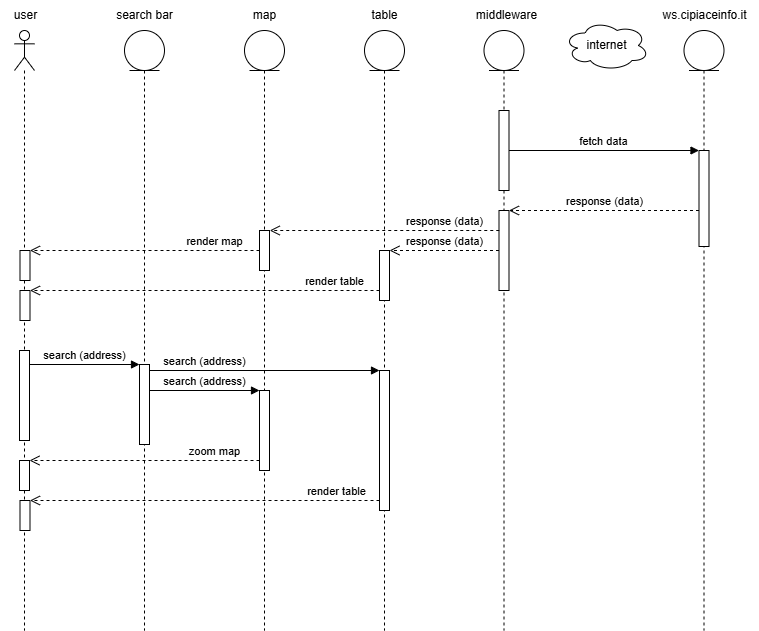 user
search bar
map
table
middleware
internet
ws.cipiaceinfo.it
fetch data
response (data)
response (data)
render map
response (data)
render table
search (address)
search (address)
search (address)
zoom map
render table